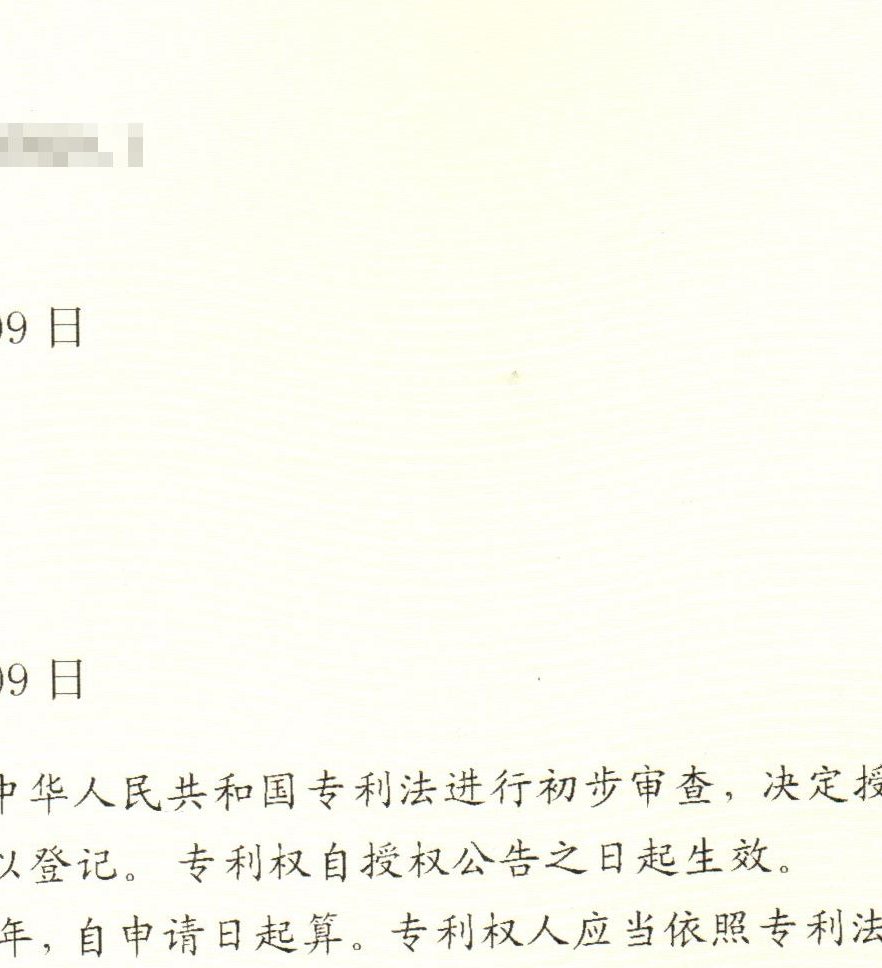 09 日
09 日
中华人民共和国专利法进行初步审查，决定授
以登记。 专利权自授权公告之日起生效。
年，自申请日起算。专利权人应当依照专利法